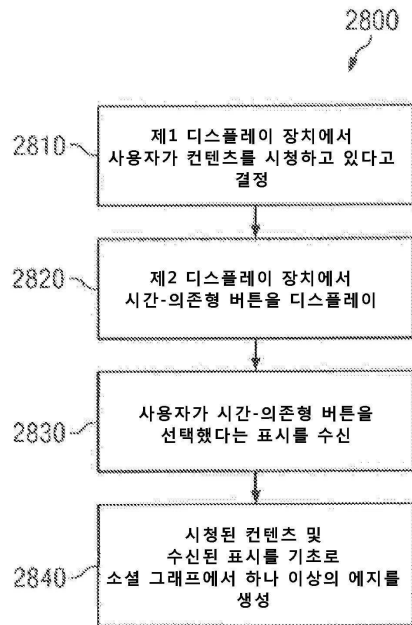 2800
2810
제1 디스플레이 장치에서
사용자가 컨텐츠를 시청하고 있다고
결정
2820
제2 디스플레이 장치에서
시간-의존형 버튼을 디스플레이
2830
사용자가 시간-의존형 버튼을
선택했다는 표시를 수신
2840
시청된 컨텐츠 및
수신된 표시를 기초로
소셜 그래프에서 하나 이상의 에지를
생성